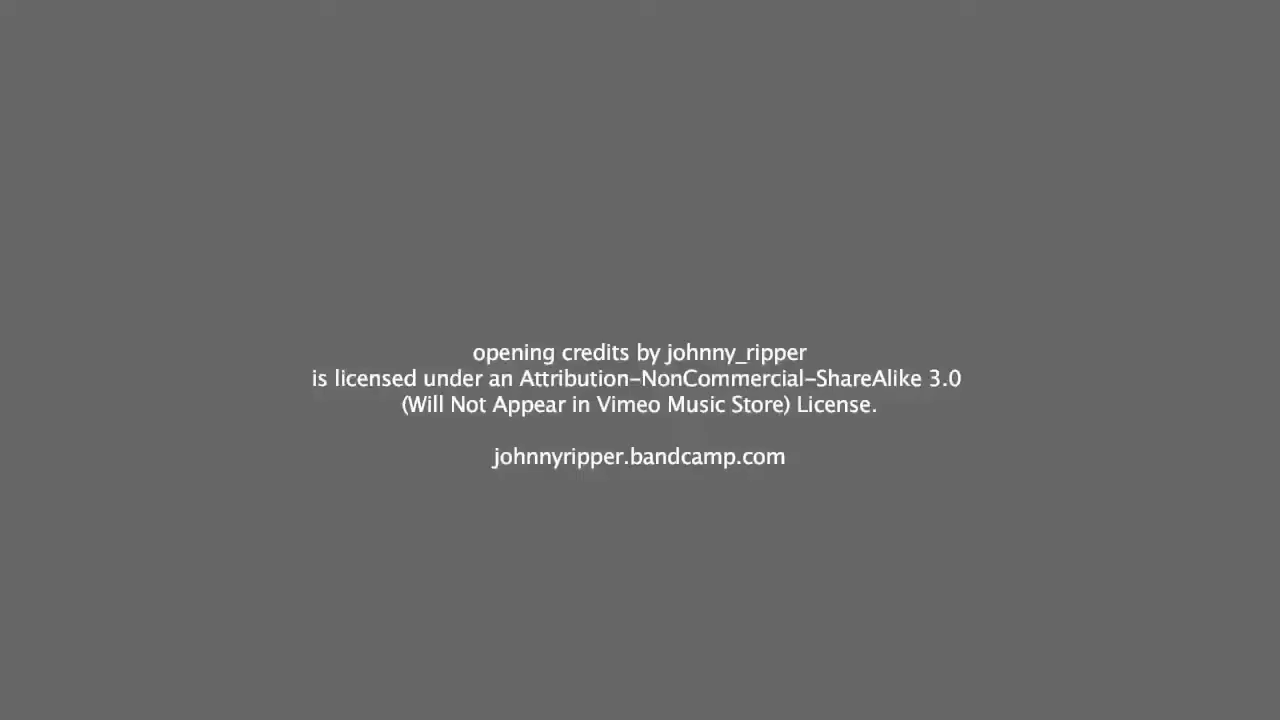 opening credits by johnny_ripper
is licensed under an Attribution-NonCommercial-ShareAlike 3.0
(Will Not Appear in Vimeo Music Store) License.
johnnyripper.bandcamp.com